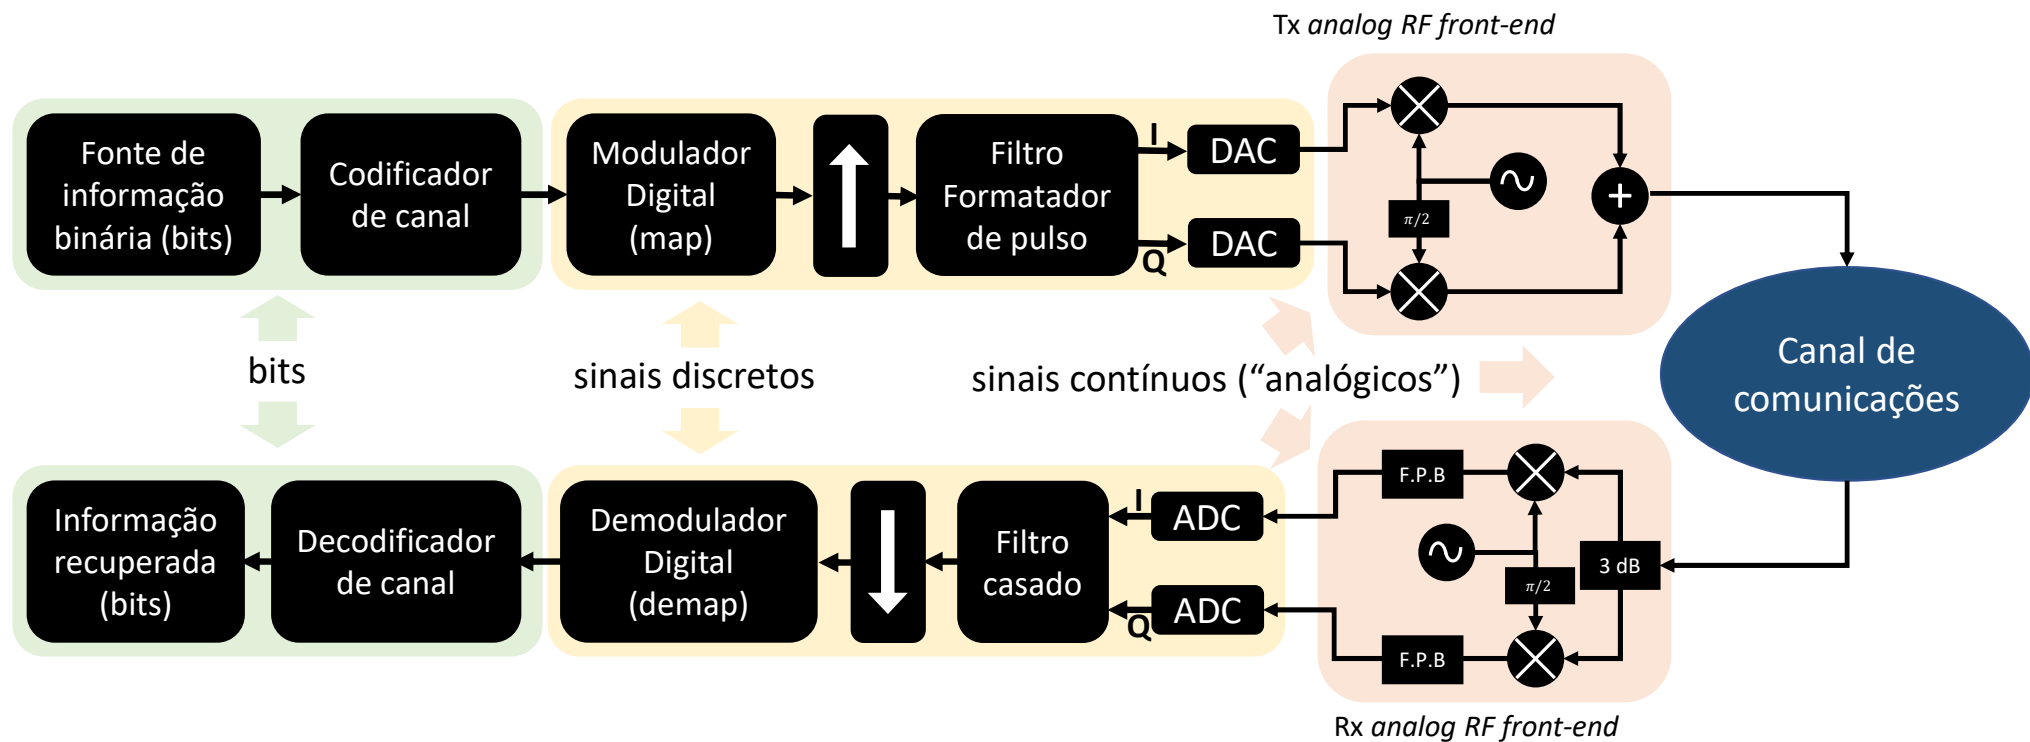 Tx analog RF front-end
Fonte de
informação
binária (bits)
Codificador
de canal
Modulador
Digital
(map)
Filtro
Formatador
de pulso
I
Q
DAC
DAC
π/2
+
Canal de
comunicações
bits
sinais discretos
sinais contínuos (“analógicos”)
Informação
recuperada
(bits)
Decodificador
de canal
Demodulador
Digital
(demap)
Filtro
casado
I
Q
ADC
ADC
F.P.B
F.P.B
π/2
3 dB
Rx analog RF front-end